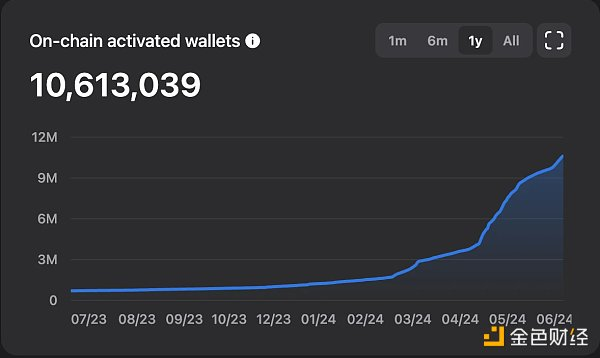 On-chain activated wallets
1m 6m 1y All
10,613,039
12M
9M
6M
3M
0
07/23 08/23 09/23 10/23 12/23 01/24 02/24 03/24 04/24 05/24 06/24
金色财经